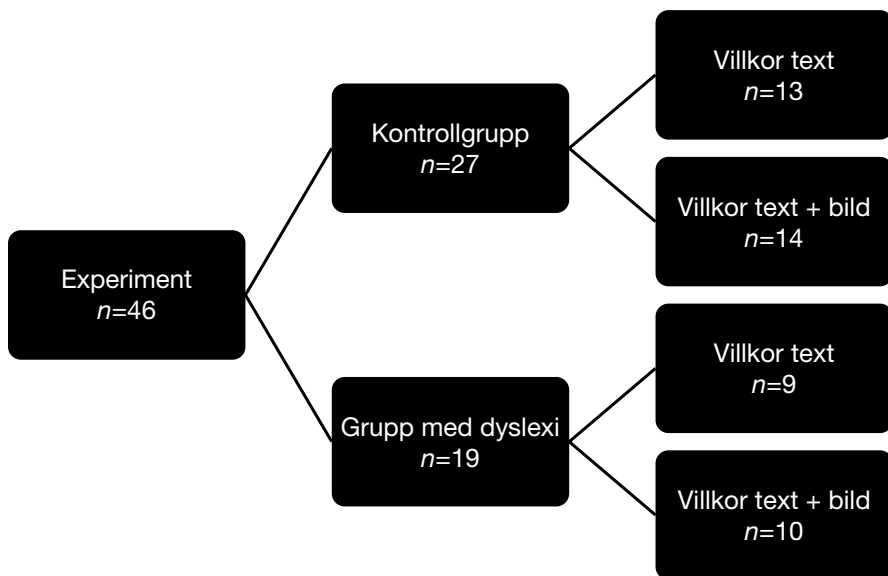 Experiment
n=46
Kontrollgrupp
n=27
Villkor text
n=13
Villkor text + bild
n=14
Grupp med dyslexi
n=19
Villkor text
n=9
Villkor text + bild
n=10